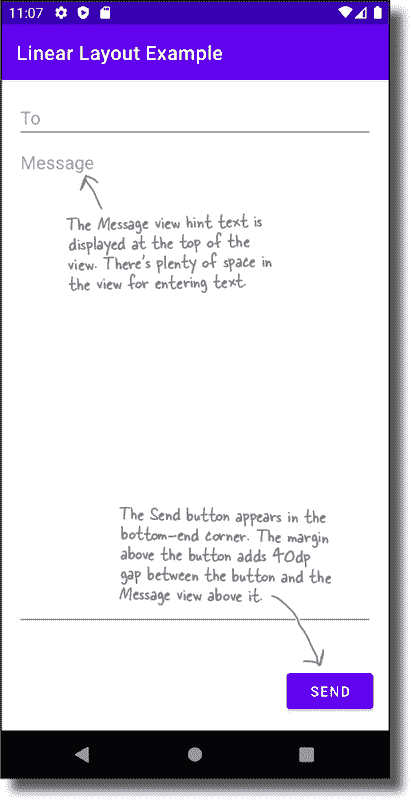 11:07
Linear Layout Example
To
Message
The Message view hint text is
displayed at the top of the
view. There's plenty of space in
the view for entering text.
The Send button appears in the
bottom-end corner. The margin
above the button adds 40dp
gap between the button and the
Message view above it.
SEND